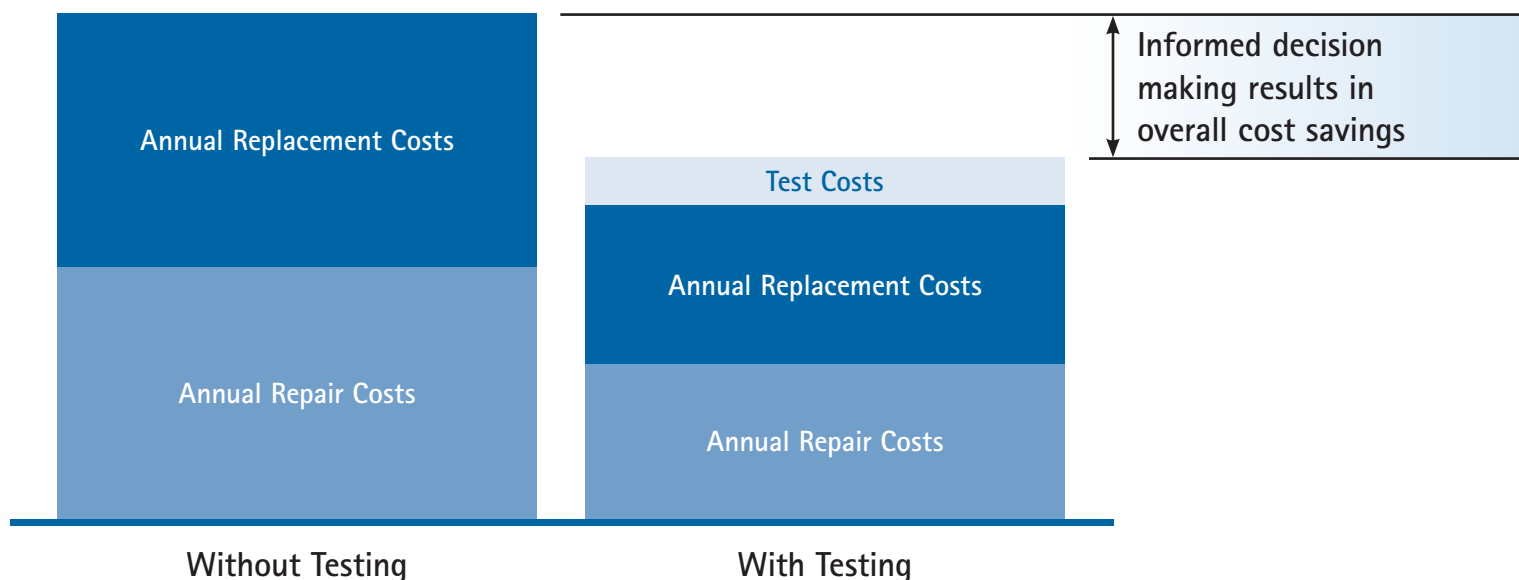 Annual Replacement Costs
Annual Repair Costs
Test Costs
Annual Replacement Costs
Annual Repair Costs
Informed decision
making results in
overall cost savings
Without Testing
With Testing